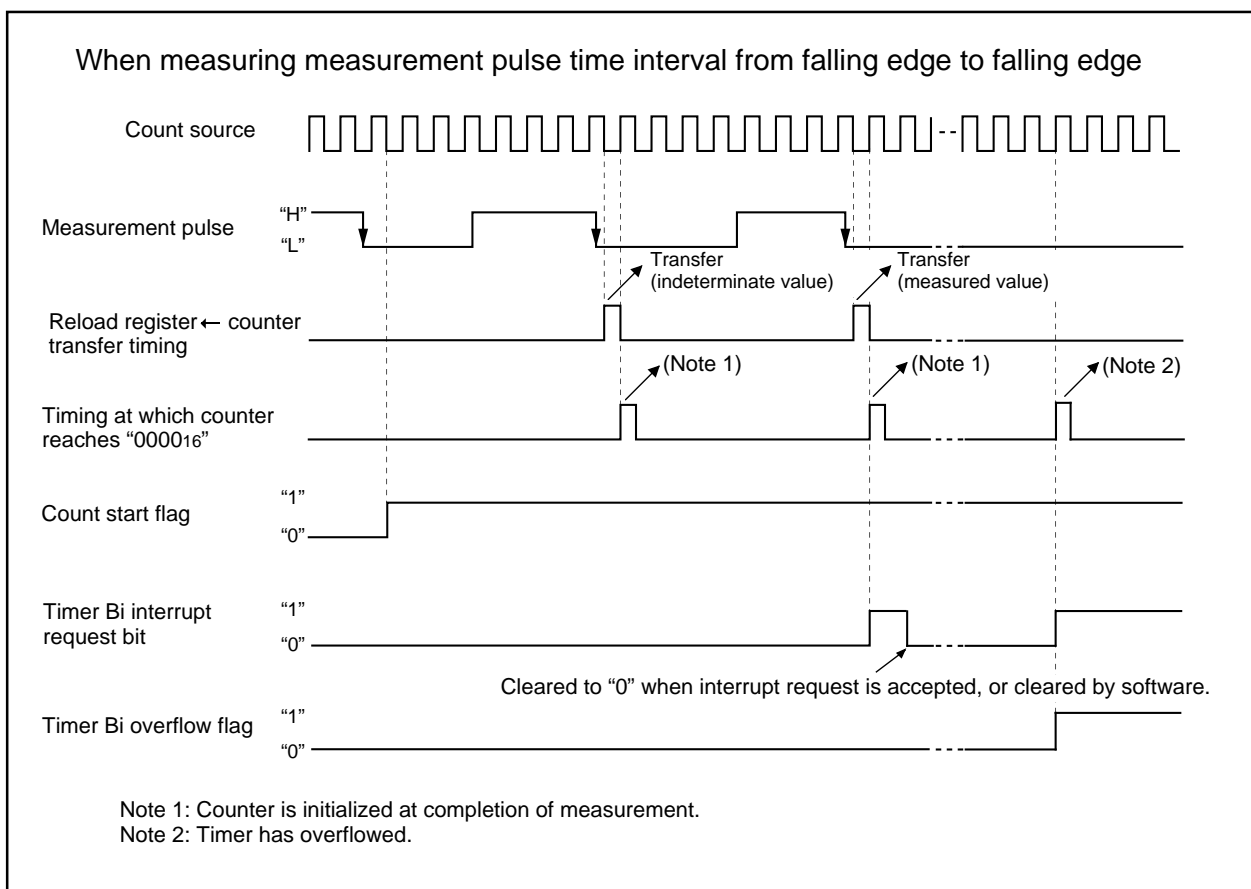 When measuring measurement pulse time interval from falling edge to falling edge
Count source
Measurement pulse
“H”
“L”
Transfer
(indeterminate value)
Transfer
(measured value)
Reload register ← counter
transfer timing
(Note 1)
(Note 1)
(Note 2)
Timing at which counter
reaches “000016”
Count start flag
“1”
“0”
Timer Bi interrupt
request bit
“1”
“0”
Cleared to “0” when interrupt request is accepted, or cleared by software.
Timer Bi overflow flag
“1”
“0”
Note 1: Counter is initialized at completion of measurement.
Note 2: Timer has overflowed.